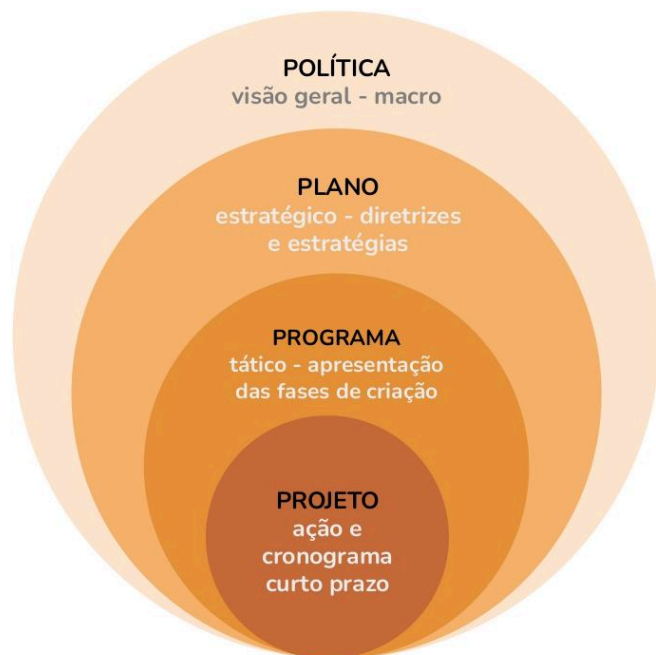 POLÍTICA
visão geral - macro
PLANO
estratégico - diretrizes
e estratégias
PROGRAMA
tático - apresentação
das fases de criação
PROJETO
ação e
cronograma
curto prazo